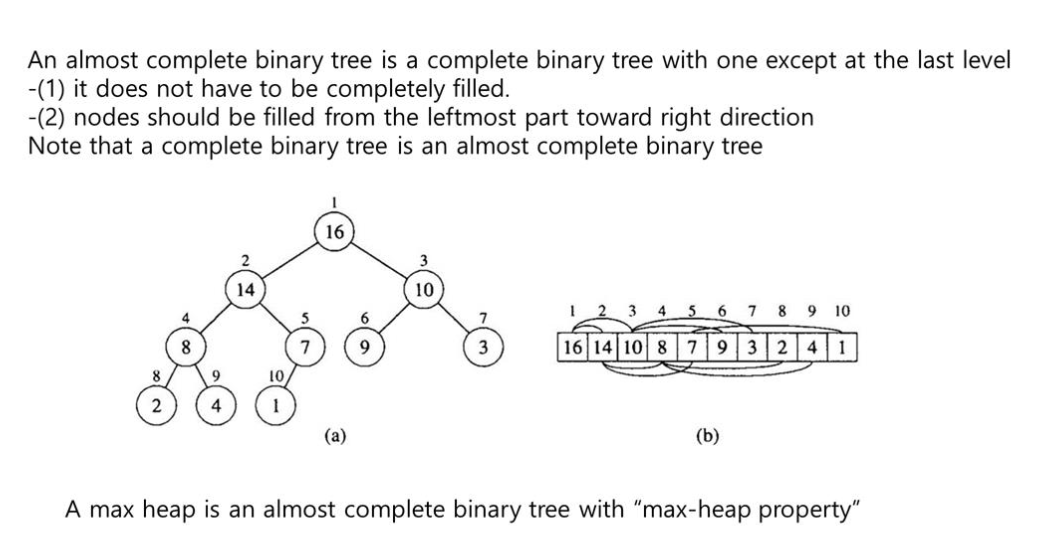 An almost complete binary tree is a complete binary tree with one except at the last level
-(1) it does not have to be completely filled.
-(2) nodes should be filled from the leftmost part toward right direction
Note that a complete binary tree is an almost complete binary tree
1
16
2 3
14 10
4 5 6 7
8 7 9 3
8 9 10
2 4 1
(a)
1 2 3 4 5 6 7 8 9 10
16 14 10 8 7 9 3 2 4 1
(b)
A max heap is an almost complete binary tree with “max-heap property”